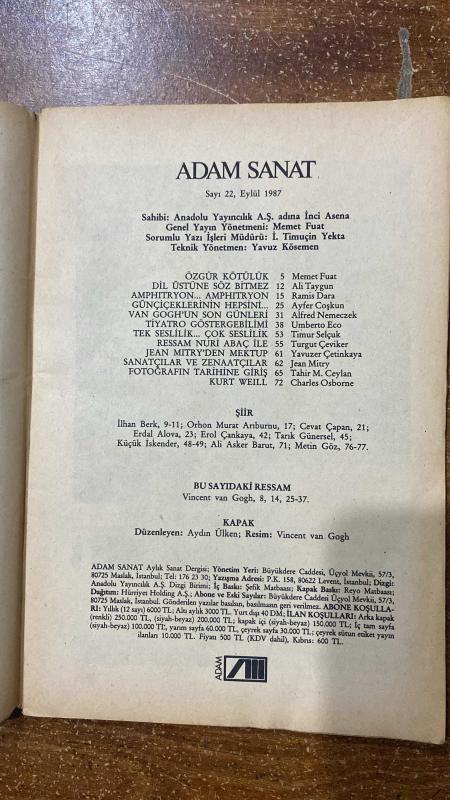 ADAM SANAT
Sayı 22, Eylül 1987
Sahibi: Anadolu Yayıncılık A.Ş. adına İnci Asena
Genel Yayın Yönetmeni: Memet Fuat
Sorumlu Yazı İşleri Müdürü: İ. Timuçin Yekta
Teknik Yönetmen: Yavuz Kösemen
ÖZGÜR KÖTÜLÜK 5 Memet Fuat
DİL ÜSTÜNE SÖZ BİTMEZ 12 Ali Taygun
AMPHITRYON... AMPHITRYON 15 Ramis Dara
GÜNÇİÇEKLERİNİN HEPSİNİ... 25 Ayfer Coşkun
VAN GOGH'UN SON GÜNLERİ 31 Alfred Nemeczek
TİYATRO GÖSTERGEBİLİMİ 38 Umberto Eco
TEK SESLİLİK... ÇOK SESLİLİK 53 Timur Selçuk
RESSAM NURİ ABAÇ İLE 55 Turgut Çeviker
JEAN MITRY'DEN MEKTUP 61 Yavuzer Çetinkaya
SANATÇILAR VE ZENAATÇILAR 62 Jean Mitry
FOTOĞRAFIN TARİHİNE GİRİŞ 65 Tahir M. Ceylan
KURT WEILL 72 Charles Osborne
ŞİİR
İlhan Berk, 9-11; Orhon Murat Arıburnu, 17; Cevat Çapan, 21;
Erdal Alova, 23; Erol Çankaya, 42; Tarık Günersel, 45;
Küçük İskender, 48-49; Ali Asker Barut, 71; Metin Göz, 76-77.
BU SAYIDAKİ RESSAM
Vincent van Gogh, 8, 14, 25-37.
KAPAK
Düzenleyen: Aydın Ülken; Resim: Vincent van Gogh
ADAM SANAT Aylık Sanat Dergisi; Yönetim Yeri: Büyükdere Caddesi, Üçyol Mevkii, 57/3,
80725 Maslak, İstanbul; Tel: 176 23 30; Yazışma Adresi: P.K. 158, 80622 Levent, İstanbul; Dizgi:
Anadolu Yayıncılık A.Ş. Dizgi Birimi; İç Baskı: Şefik Matbaası; Kapak Baskı: Reyo Matbaası;
Dağıtım: Hürriyet Holding A.Ş.; Abone ve Eski Sayılar: Büyükdere Caddesi Üçyol Mevkii, 57/3,
80725 Maslak, İstanbul. Gönderilen yazılar basılsın, basılmasın geri verilmez. ABONE KOŞULLA-
RI: Yıllık (12 sayı) 6000 TL; Altı aylık 3000 TL. Yurt dışı 40 DM; İLAN KOŞULLARI: Arka kapak
(renkli) 250.000 TL, (siyah-beyaz) 200.000 TL; kapak içi (siyah-beyaz) 150.000 TL; İç tam sayfa
(siyah-beyaz) 100.000 TL, yarım sayfa 60.000 TL, çeyrek sayfa 30.000 TL; çeyrek sütun etiket yayın
ilanları 10.000 TL. Fiyatı 500 TL (KDV dahil), Kıbrıs: 600 TL.
ADAM